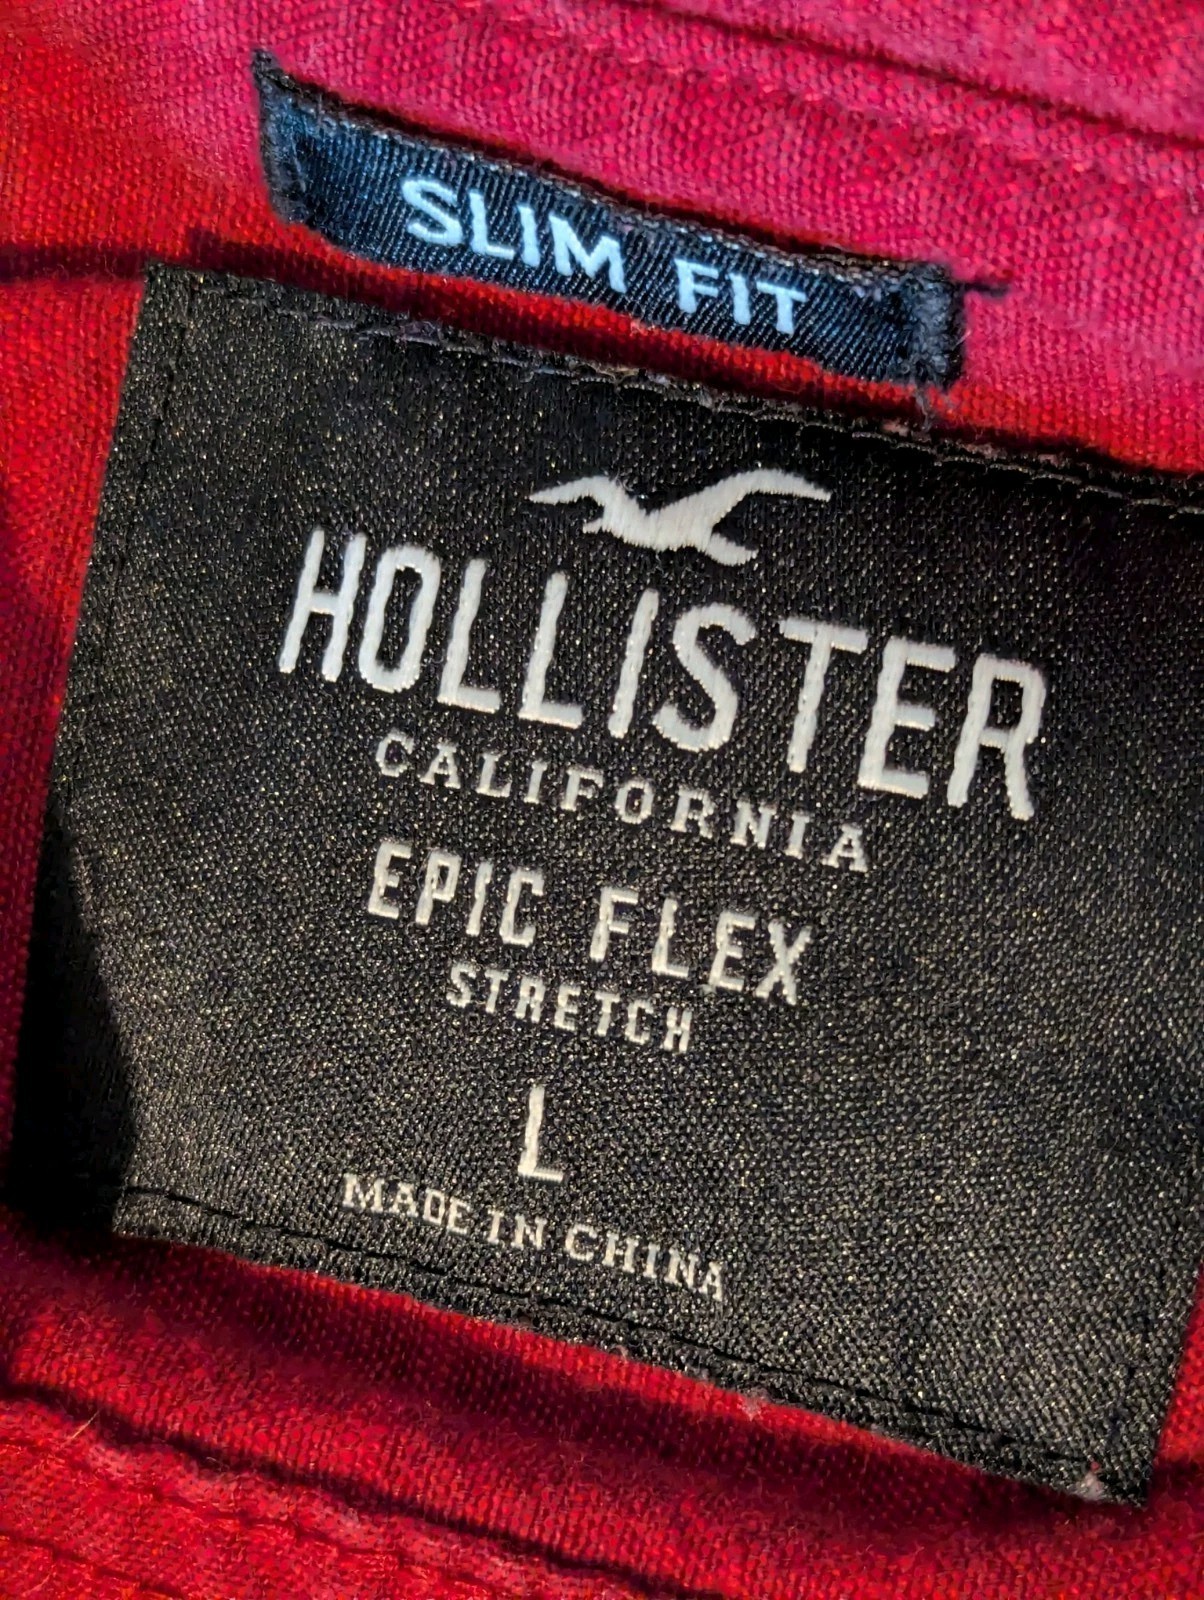 SLIM FIT
HOLLISTER
CALIFORNIA
EPIC FLEX
STRETCH
L
MADE IN CHINA